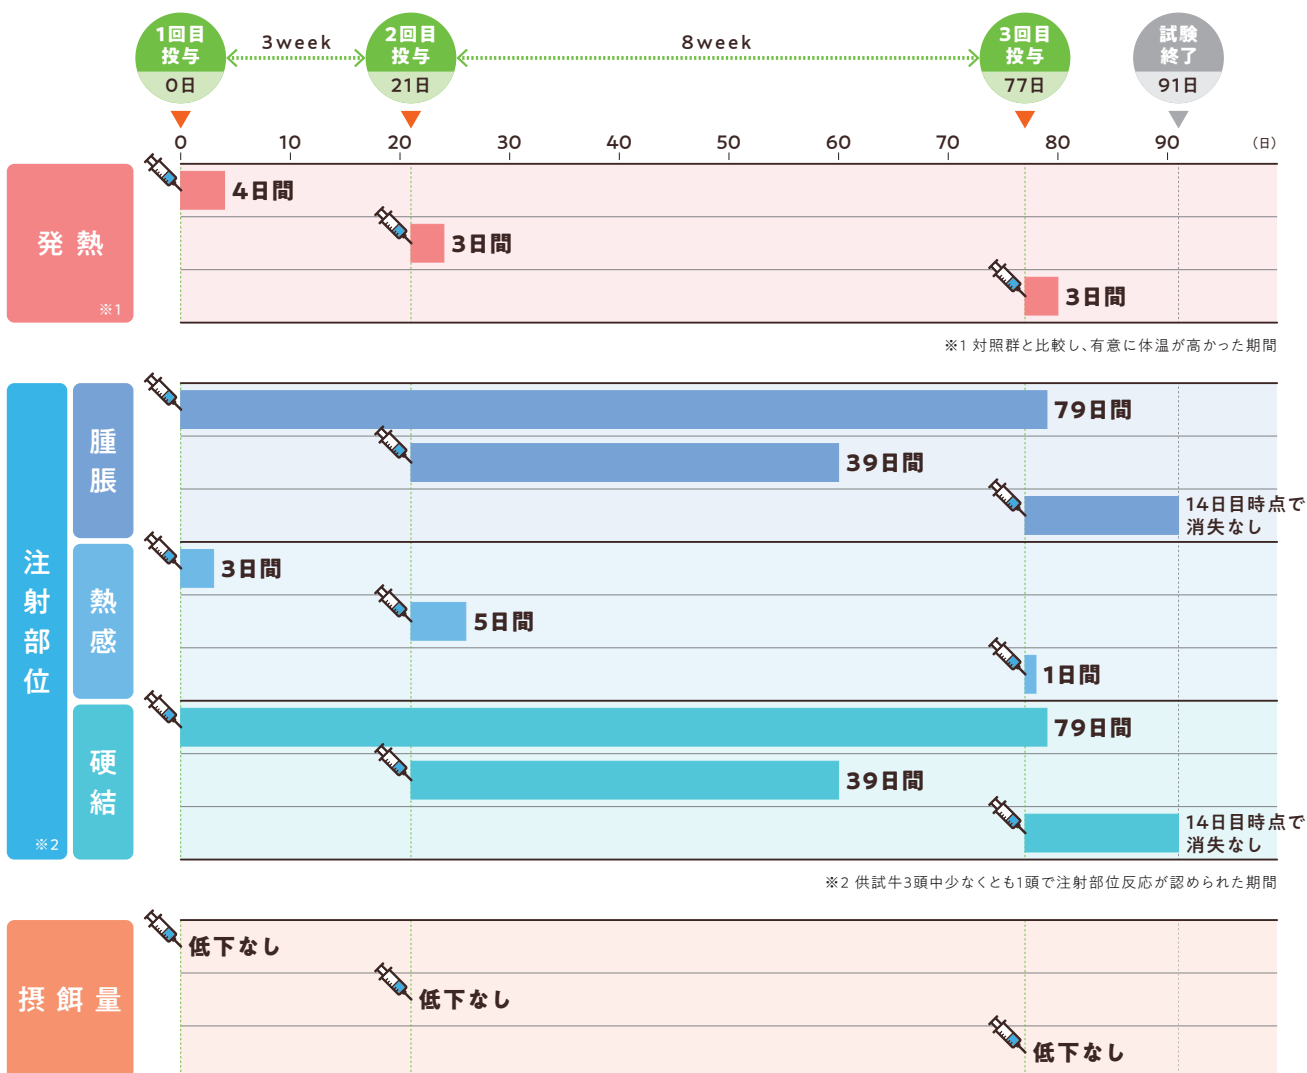 1回目
投与
0日
3week
2回目
投与
21日
8week
3回目
投与
77日
試験
終了
91日
0 10 20 30 40 50 60 70 80 90 (日)
発熱
※1
4日間
3日間
3日間
※1 対照群と比較し、有意に体温が高かった期間
注射部位
※2
腫脹
79日間
39日間
14日目時点で
消失なし
熱感
3日間
5日間
1日間
硬結
79日間
39日間
14日目時点で
消失なし
※2 供試牛3頭中少なくとも1頭で注射部位反応が認められた期間
摂餌量
低下なし
低下なし
低下なし